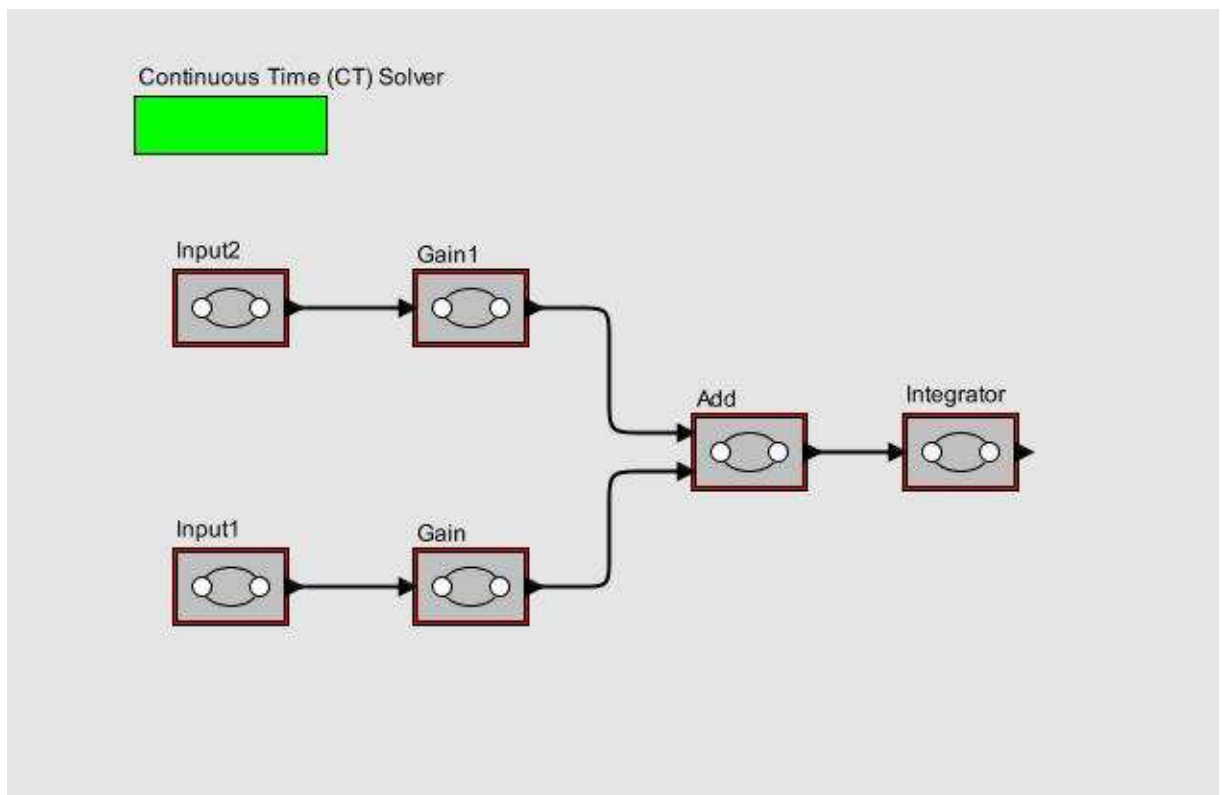 Continuous Time (CT) Solver
Input2
Gain1
Add
Integrator
Input1
Gain